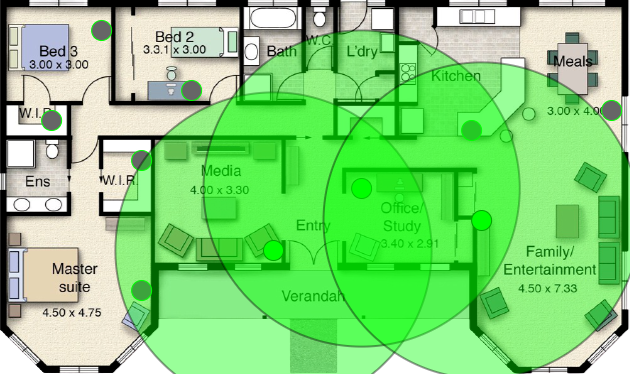 Bed 3
3.00 x 3.00
Bed 2
3.3.1 x 3.00
Bath
W.C
L'dry
Kitchen
Meals
3.00 x 4.00
W.I.R
Ens
W.I.R.
Media
4.00 x 3.30
Entry
Office/
Study
3.40 x 2.91
Family/
Entertainment
4.50 x 7.33
Master
suite
4.50 x 4.75
Verandah